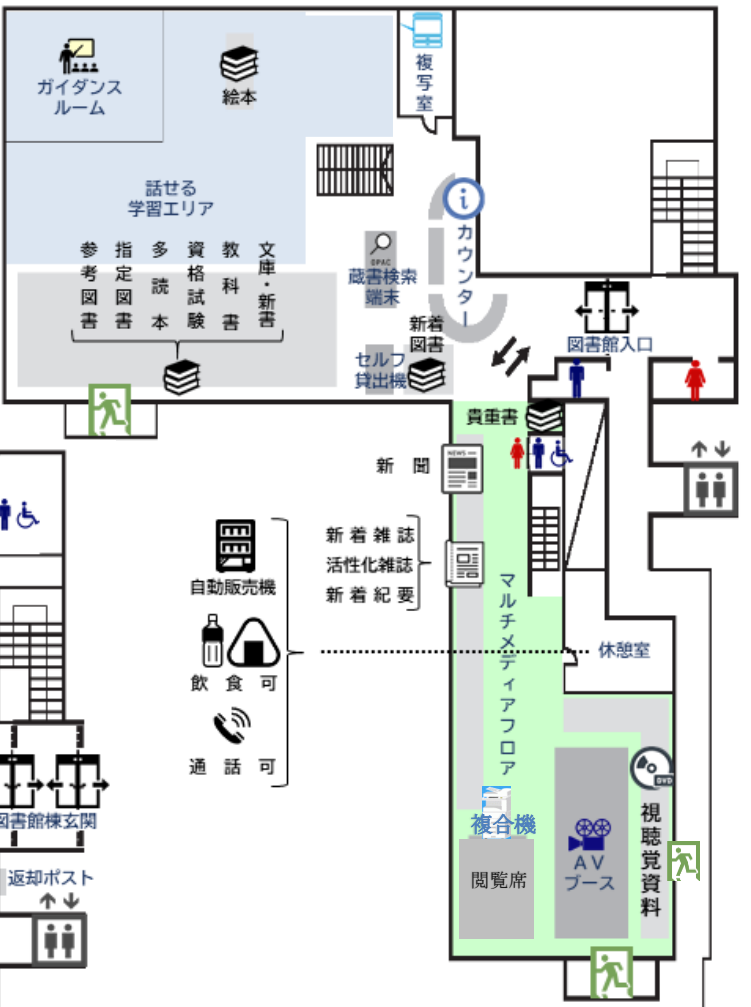 ガイダンス
ルーム
絵本
複写室
話せる
学習エリア
参考図書
指定図書
多読本
資格試験
教科書
文庫・新書
OPAC
蔵書検索
端末
カウンター
新着
図書
セルフ
貸出機
図書館入口
貴重書
NEWS
新聞
新着雑誌
活性化雑誌
新着紀要
自動販売機
飲食可
通話可
マルチメディアフロア
休憩室
複合機
閲覧席
AV
ブース
DVD
視聴覚資料
図書館棟玄関
返却ポスト